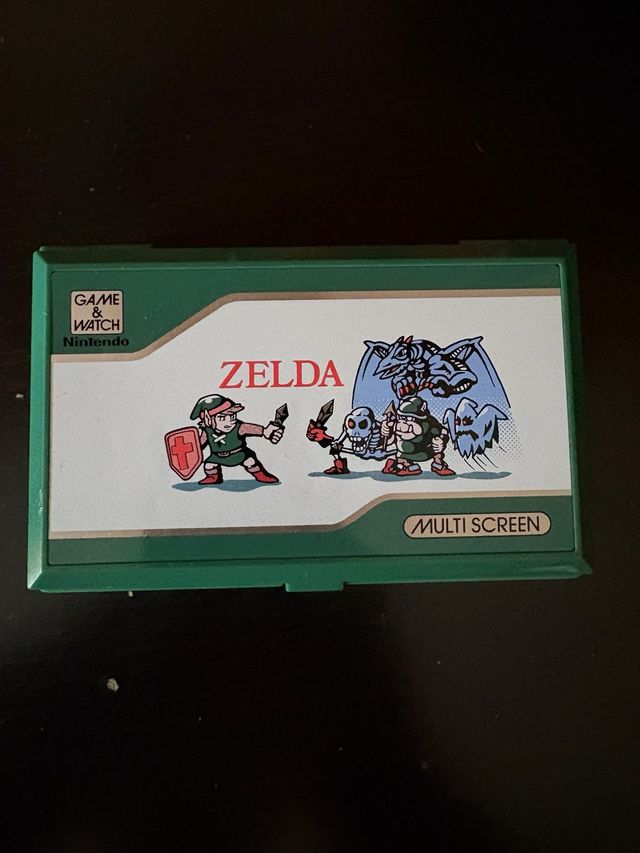 GAME
&
WATCH
Nintendo
ZELDA
MULTI SCREEN